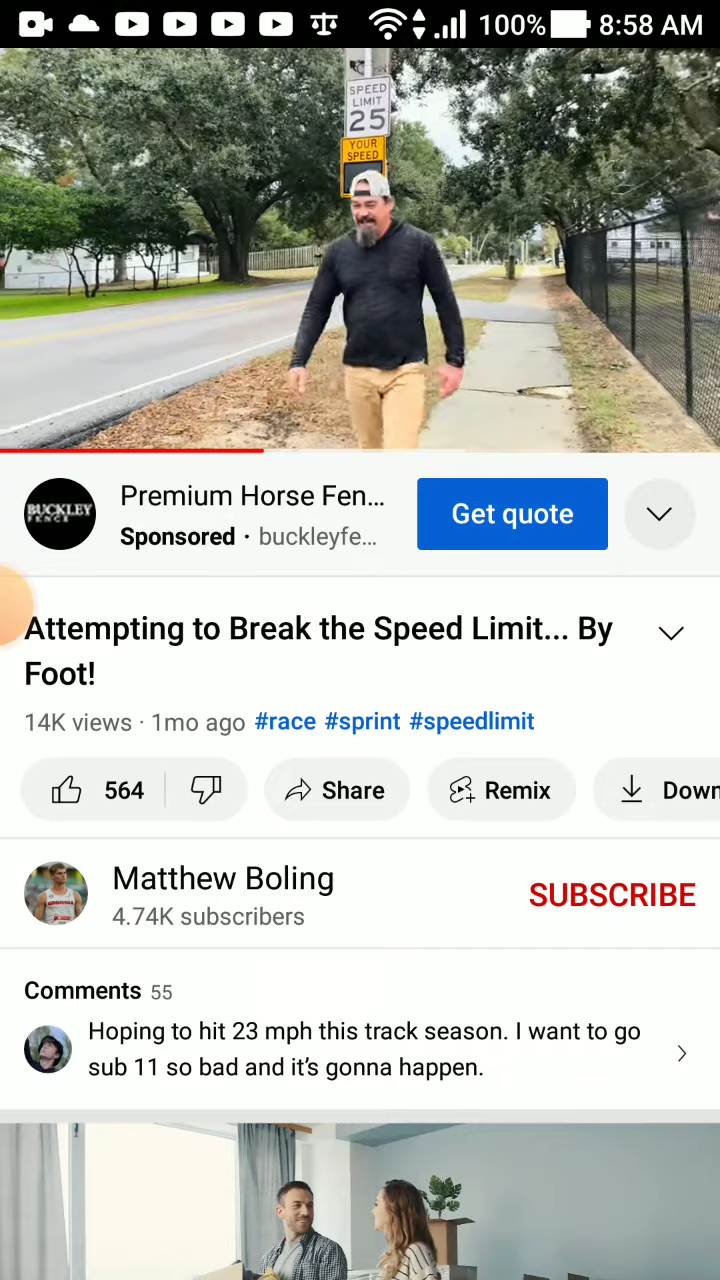 100% 8:58 AM
SPEED
LIMIT
25
YOUR
SPEED
BUCKLEY
FENCE
Premium Horse Fen...
Get quote
Sponsored · buckleyfe...
Attempting to Break the Speed Limit... By
Foot!
14K views · 1mo ago #race #sprint #speedlimit
564 Share Remix Down
Matthew Boling
SUBSCRIBE
4.74K subscribers
GEORGIA
Comments 55
Hoping to hit 23 mph this track season. I want to go
sub 11 so bad and it's gonna happen.